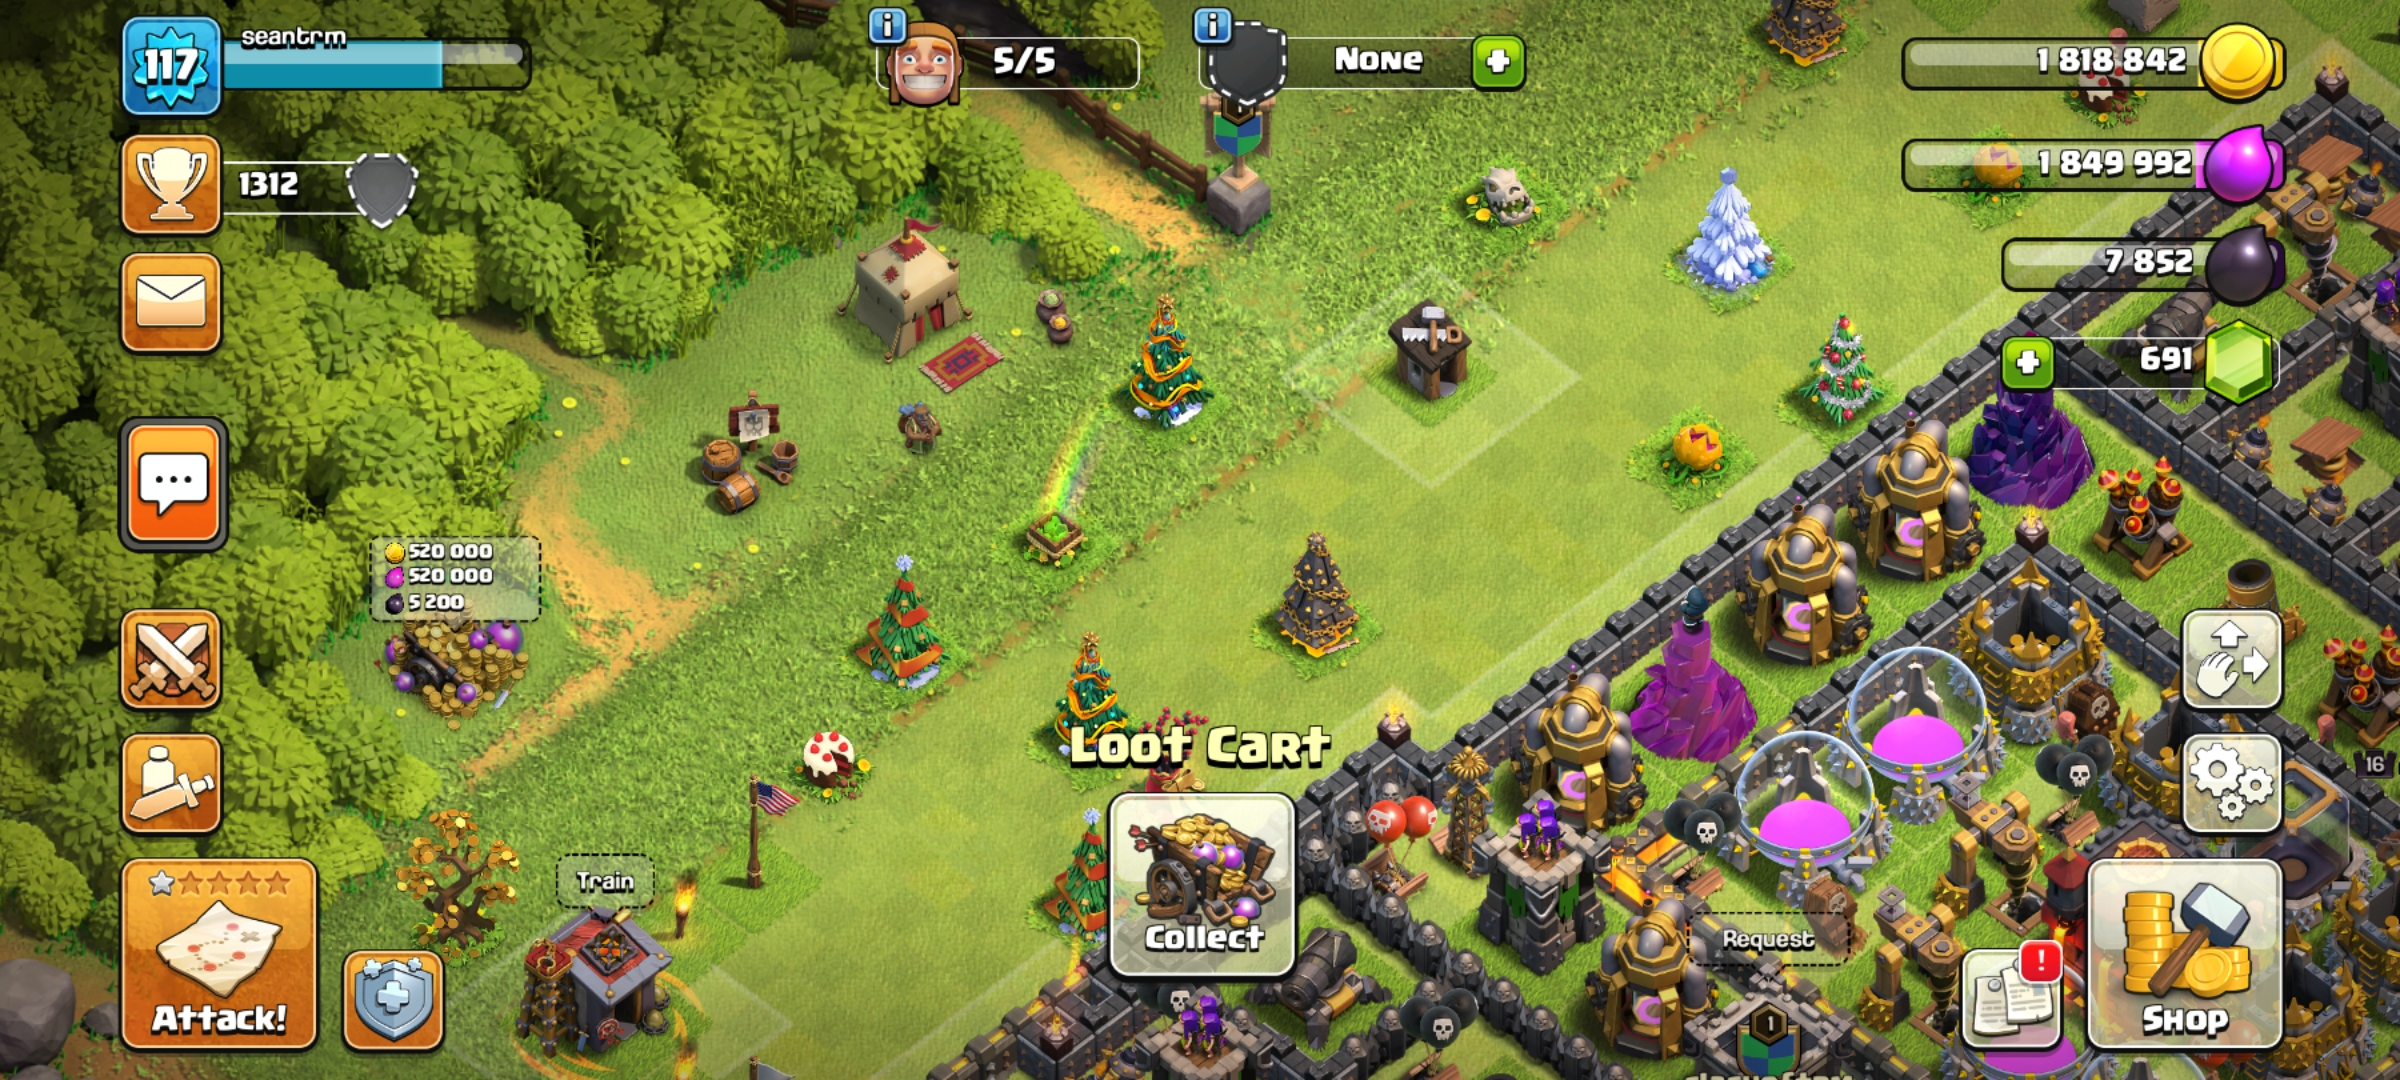 117
seantrm
5/5
None
1 818 842
1312
1 849 992
7 852
691
520 000
520 000
5 200
Loot Cart
Collect
Train
Request
16
1
Attack!
Shop